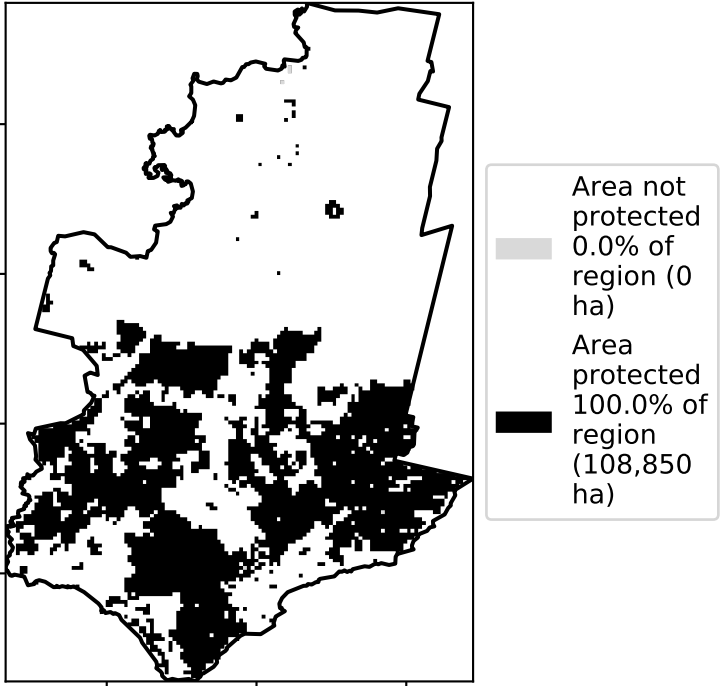 Area not
protected
0.0% of
region (0
ha)
Area
protected
100.0% of
region
(108,850
ha)